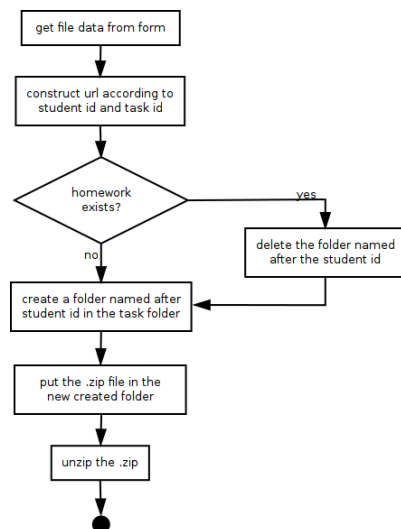 get file data from form
construct url according to
student id and task id
homework
exists?
yes
no
delete the folder named
after the student id
create a folder named after
student id in the task folder
put the .zip file in the
new created folder
unzip the .zip